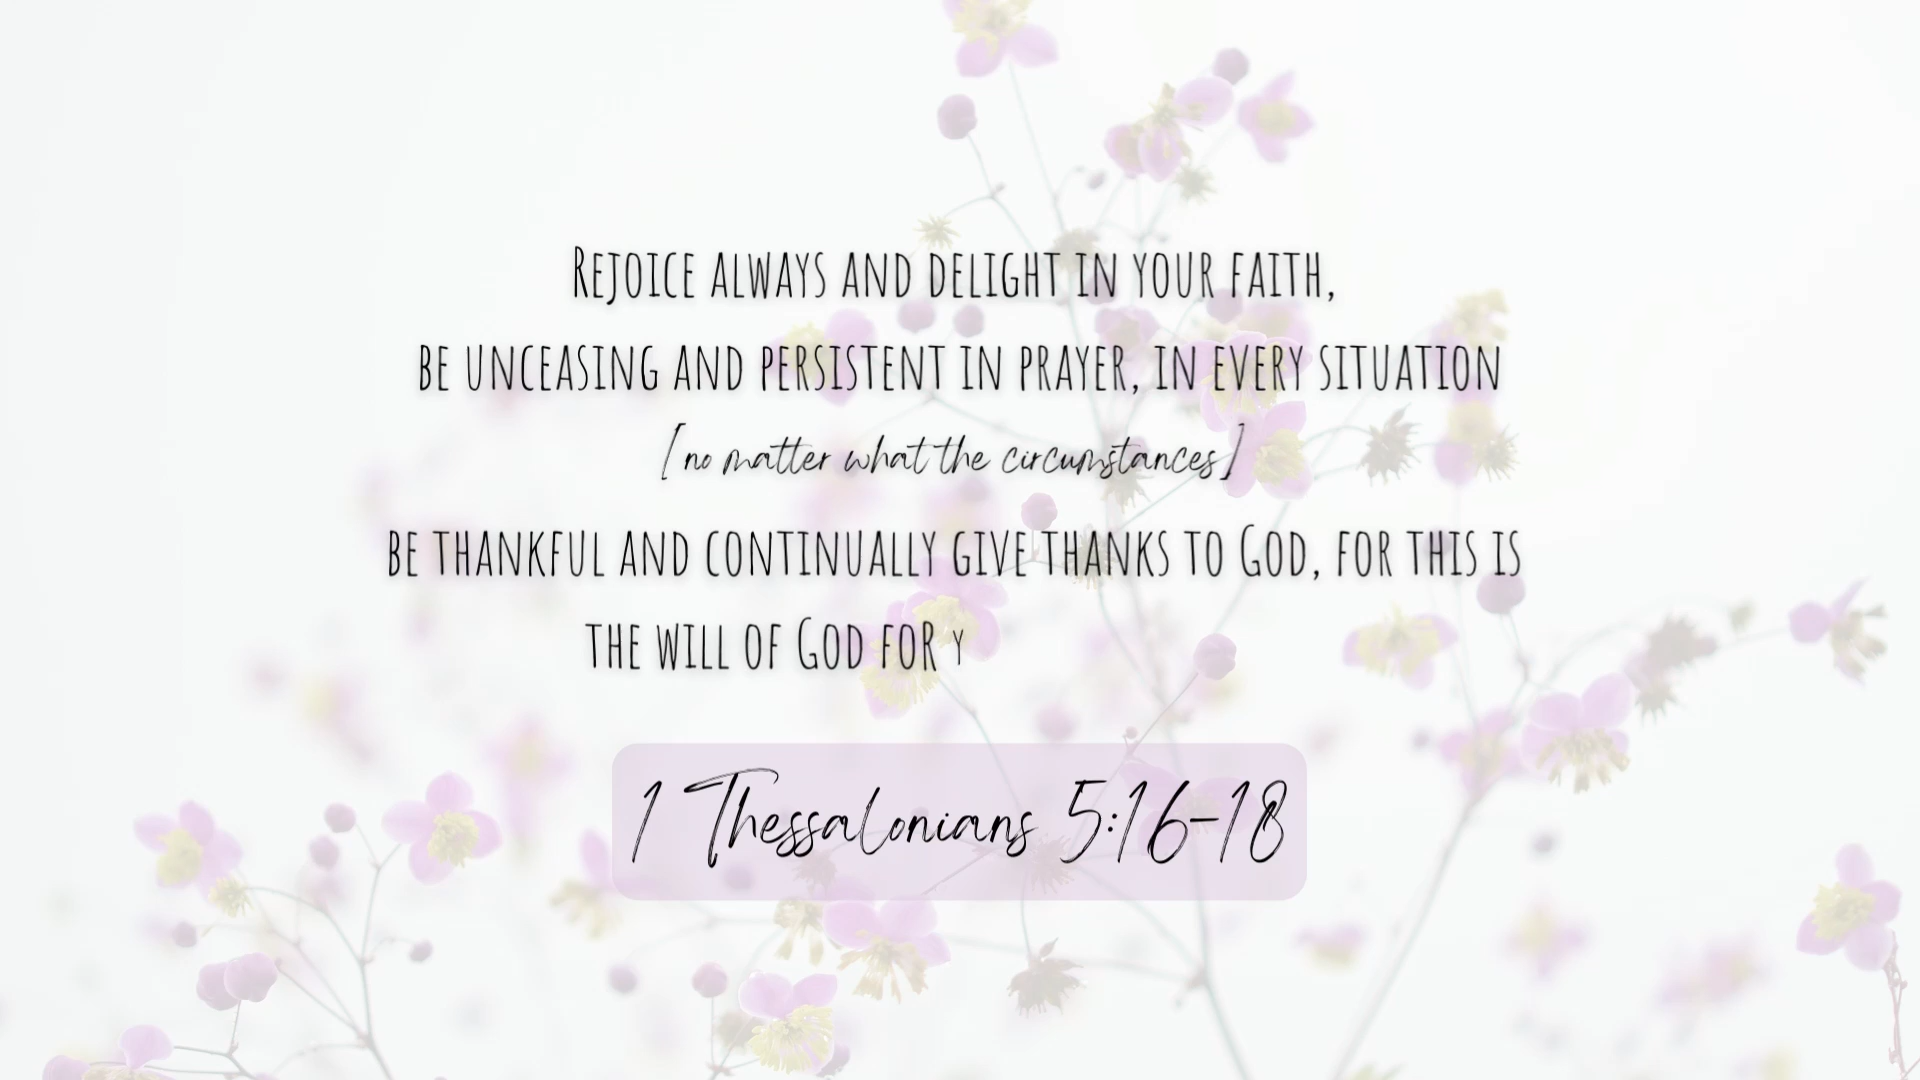 Rejoice always and delight in your faith,
be unceasing and persistent in prayer, in every situation
[no matter what the circumstances]
be thankful and continually give thanks to God, for this is
the will of God for y
1 Thessalonians 5:16-18